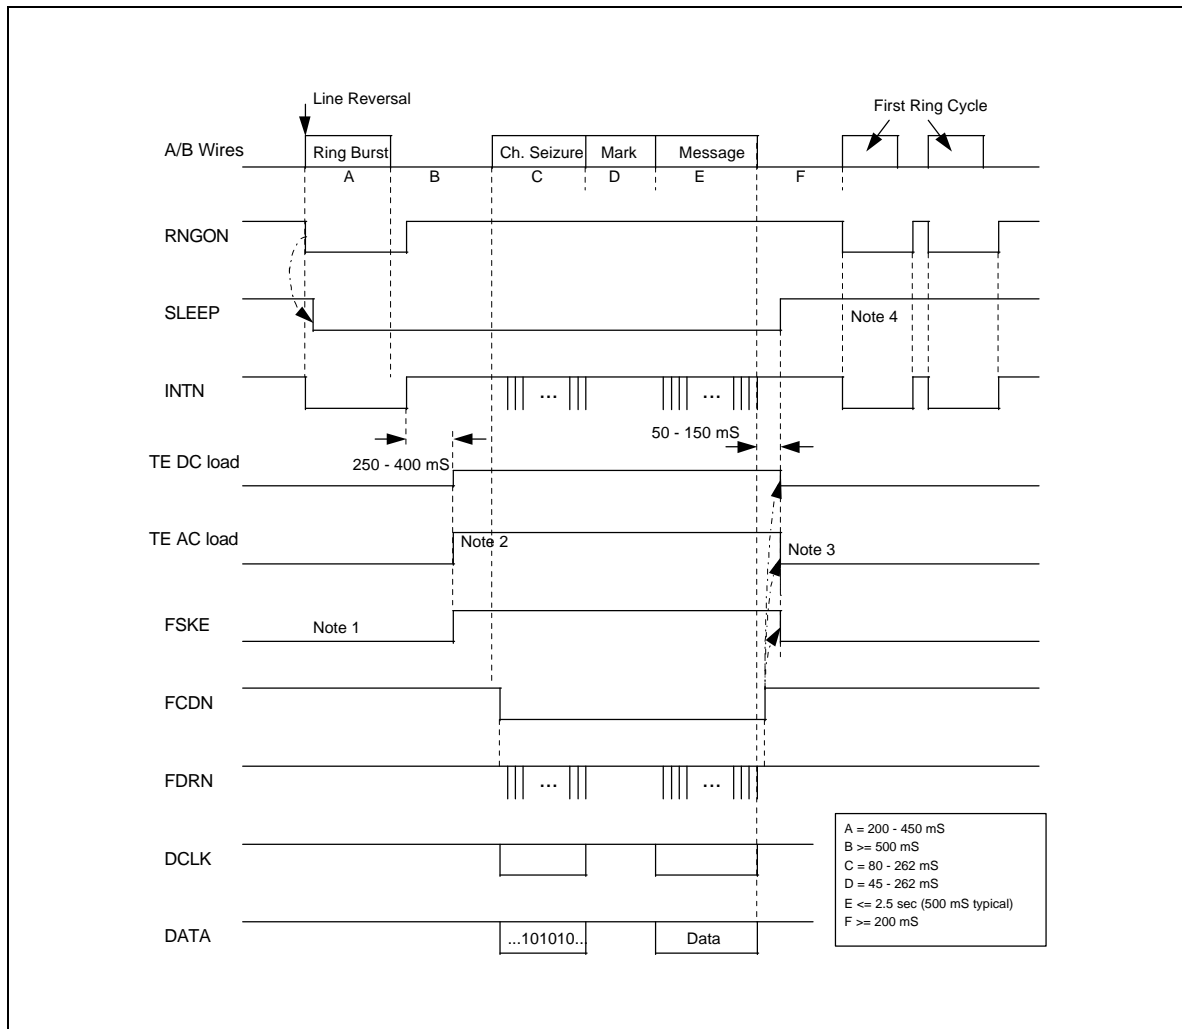 Line Reversal
First Ring Cycle
A/B Wires
Ring Burst
Ch. Seizure
Mark
Message
A
B
C
D
E
F
RNGON
SLEEP
Note 4
INTN
...
...
50 - 150 mS
250 - 400 mS
TE DC load
TE AC load
Note 2
Note 3
FSKE
Note 1
FCDN
FDRN
...
...
DCLK
DATA
...101010...
Data
A = 200 - 450 mS
B >= 500 mS
C = 80 - 262 mS
D = 45 - 262 mS
E <= 2.5 sec (500 mS typical)
F >= 200 mS